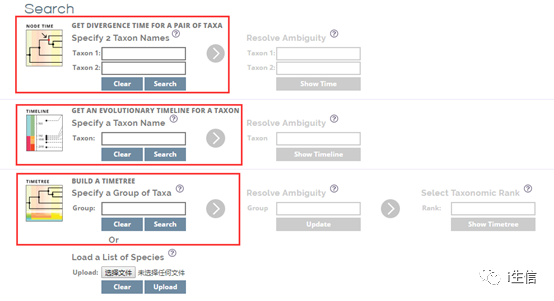 Search
NODE TIME
GET DIVERGENCE TIME FOR A PAIR OF TAXA
Specify 2 Taxon Names ?
Taxon 1:
Taxon 2:
Clear Search
Resolve Ambiguity ?
Taxon 1:
Taxon 2:
Show Time
TIMELINE
GET AN EVOLUTIONARY TIMELINE FOR A TAXON
Specify a Taxon Name ?
Taxon:
Clear Search
Resolve Ambiguity ?
Taxon
Show Timeline
TIMETREE
BUILD A TIMETREE
Specify a Group of Taxa ?
Group:
Clear Search
Resolve Ambiguity ?
Group
Update
Select Taxonomic Rank ?
Rank:
Show Timetree
Or
Load a List of Species ?
Upload: 选择文件 未选择任何文件
Clear Upload
i生信